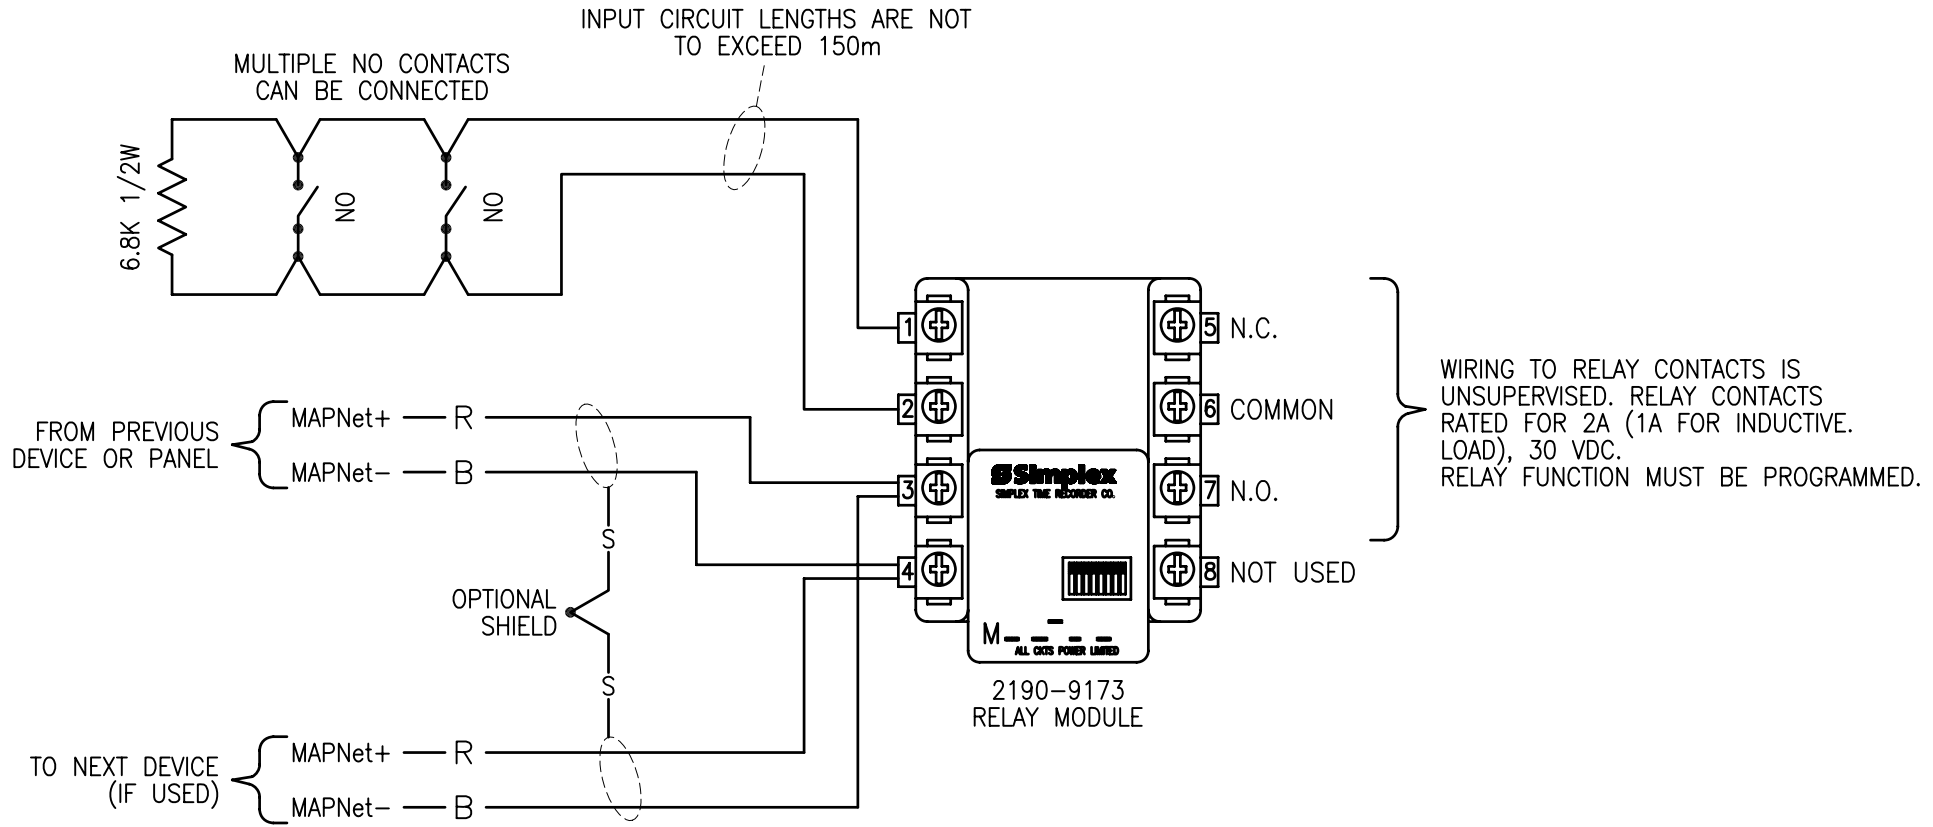 INPUT CIRCUIT LENGTHS ARE NOT
TO EXCEED 150m
MULTIPLE NO CONTACTS
CAN BE CONNECTED
6.8K 1/2W
NO
NO
1
2
3
4
5 N.C.
6 COMMON
7 N.O.
8 NOT USED
WIRING TO RELAY CONTACTS IS
UNSUPERVISED. RELAY CONTACTS
RATED FOR 2A (1A FOR INDUCTIVE.
LOAD), 30 VDC.
RELAY FUNCTION MUST BE PROGRAMMED.
FROM PREVIOUS
DEVICE OR PANEL
MAPNet+ R
MAPNet- B
Simplex
SIMPLEX TIME RECORDER CO.
S
OPTIONAL
SHIELD
S
M_ _ - _ _
ALL CKTS POWER LIMITED
2190-9173
RELAY MODULE
TO NEXT DEVICE
(IF USED)
MAPNet+ R
MAPNet- B